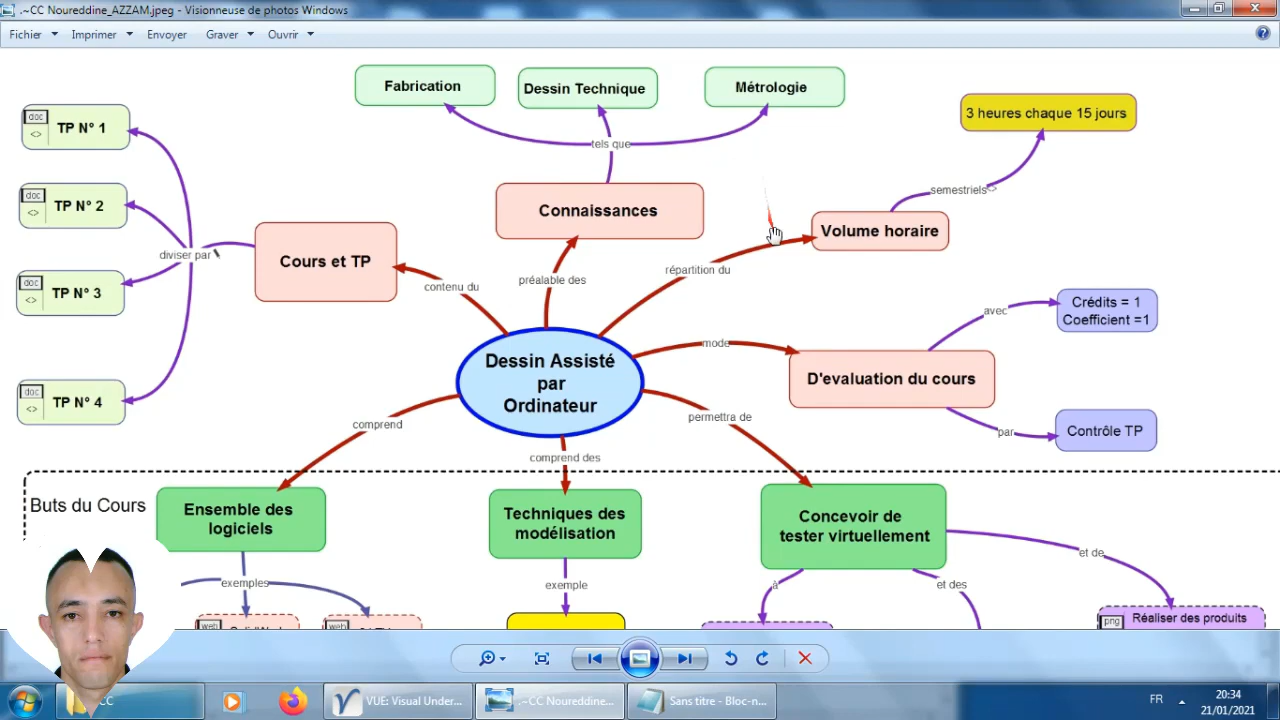 .~CC Noureddine_AZZAM.jpeg - Visionneuse de photos Windows
Fichier Imprimer Envoyer Graver Ouvrir
Fabrication
Dessin Technique
Métrologie
3 heures chaque 15 jours
doc
<>
TP N° 1
tels que
semestriels<>
doc
<>
TP N° 2
Connaissances
Volume horaire
diviser par
Cours et TP
répartition du
préalable des
contenu du
doc
<>
TP N° 3
avec
Crédits = 1
Coefficient =1
mode
Dessin Assisté
par
Ordinateur
D'evaluation du cours
doc
<>
TP N° 4
comprend
permettra de
par
Contrôle TP
comprend des
Buts du Cours
Ensemble des
logiciels
Techniques des
modélisation
Concevoir de
tester virtuellement
et de
exemples
exemple
à
et des
web
web
png
Réaliser des produits
CC
VUE: Visual Under...
.~CC Noureddine...
Sans titre - Bloc-n...
FR
20:34
21/01/2021